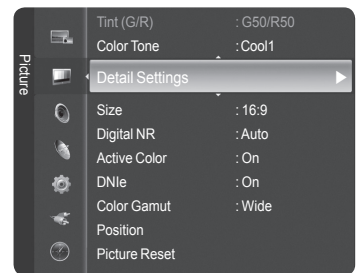 Picture
Tint (G/R) : G50/R50
Color Tone : Cool1
Detail Settings
Size : 16:9
Digital NR : Auto
Active Color : On
DNIe : On
Color Gamut : Wide
Position
Picture Reset